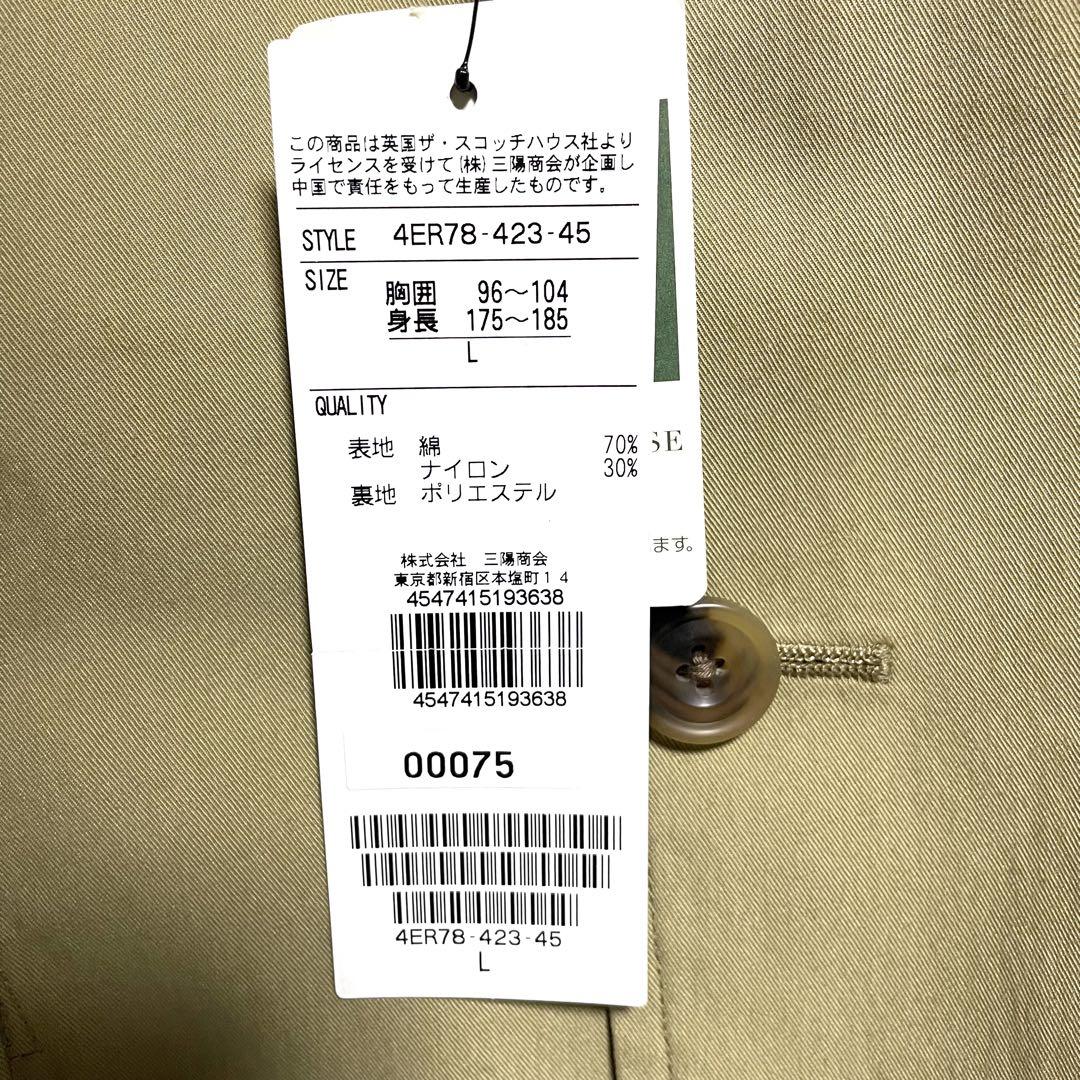 この商品は英国ザ・スコッチハウス社より
ライセンスを受けて(株)三陽商会が企画し
中国で責任をもって生産したものです。
STYLE 4ER78-423-45
SIZE
胸囲 96〜104
身長 175〜185
L
QUALITY
表地 綿 70%
ナイロン 30%
裏地 ポリエステル
SE
ます。
株式会社 三陽商会
東京都新宿区本塩町14
4547415193638
4547415193638
00075
4ER78-423-45
L